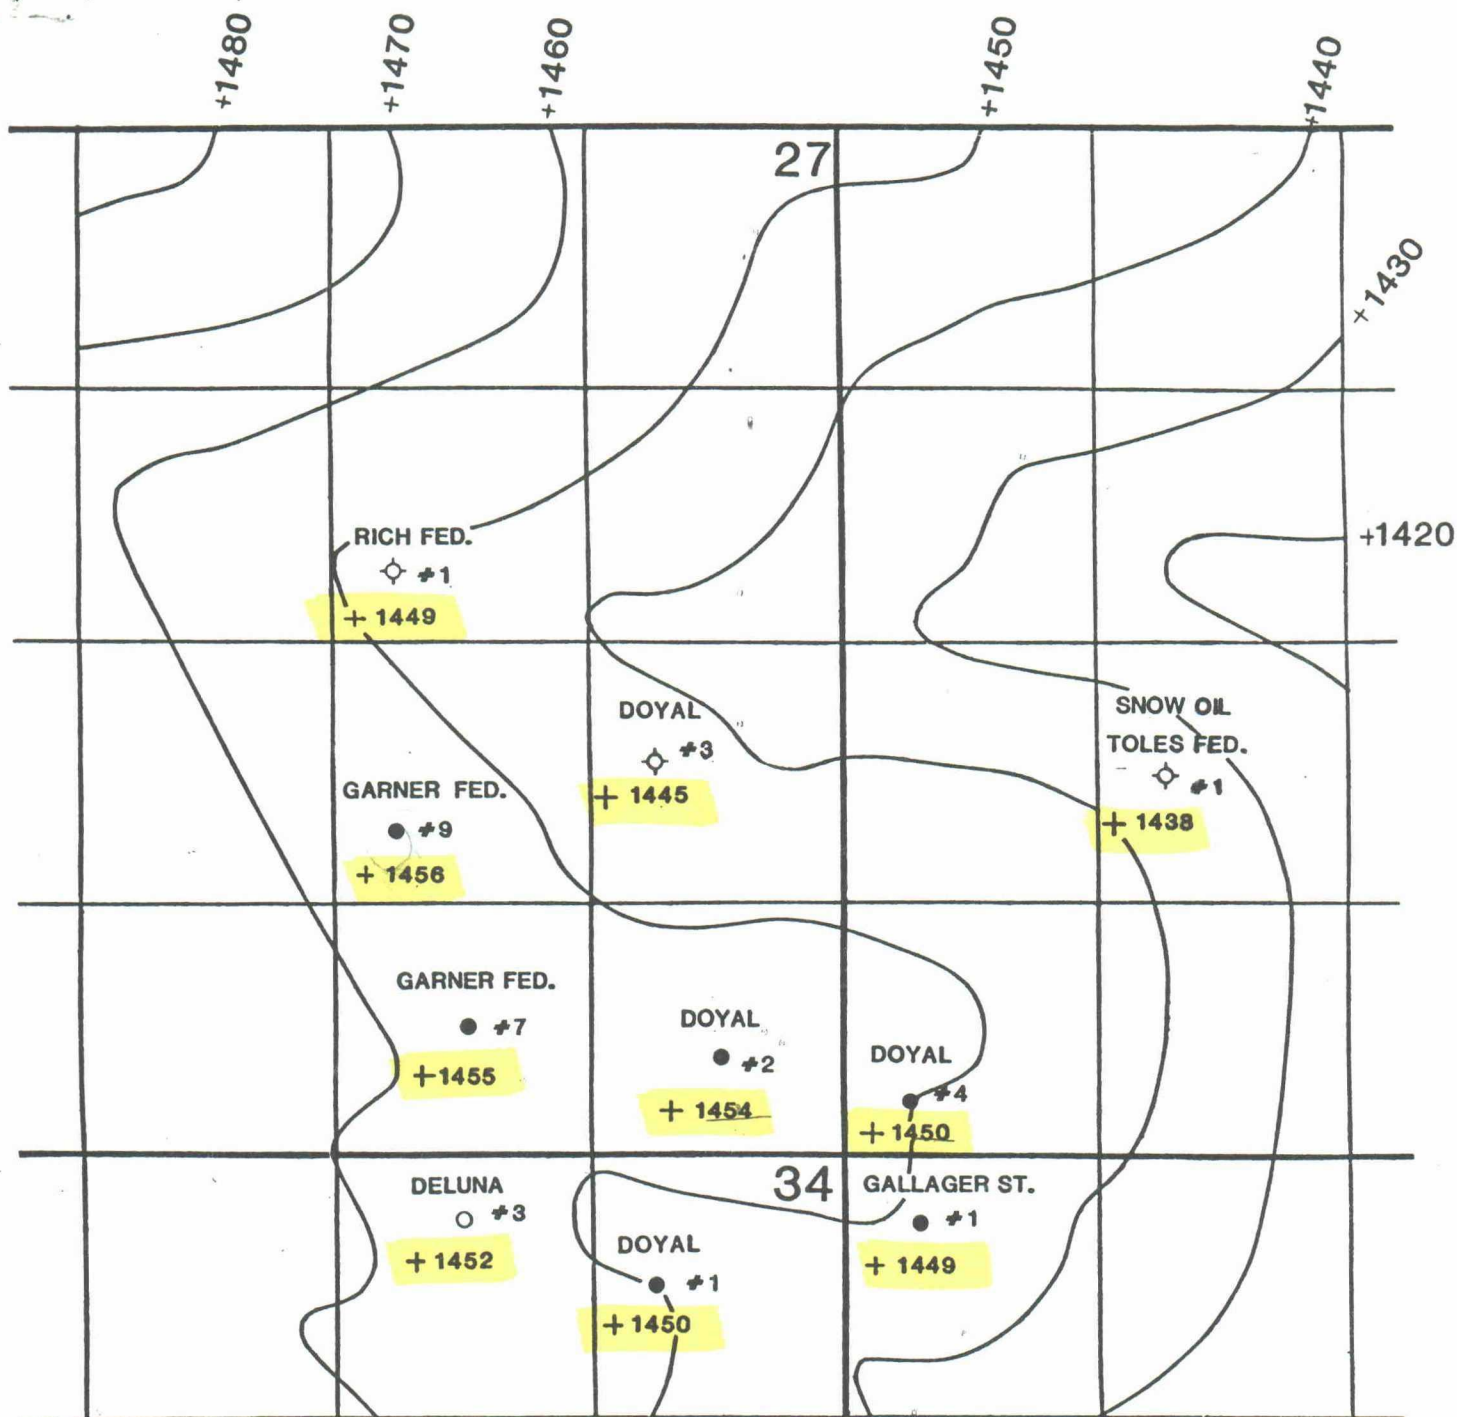 +1480
+1470
+1460
+1450
+1440
27
+1430
+1420
RICH FED.
#1
+ 1449
SNOW OIL
TOLES FED.
#1
+ 1438
DOYAL
#3
+ 1445
GARNER FED.
#9
+ 1456
GARNER FED.
#7
+1455
DOYAL
#2
+ 1454
DOYAL
#4
+ 1450
34
DELUNA
#3
+ 1452
GALLAGER ST.
#1
+ 1449
DOYAL
#1
+ 1450